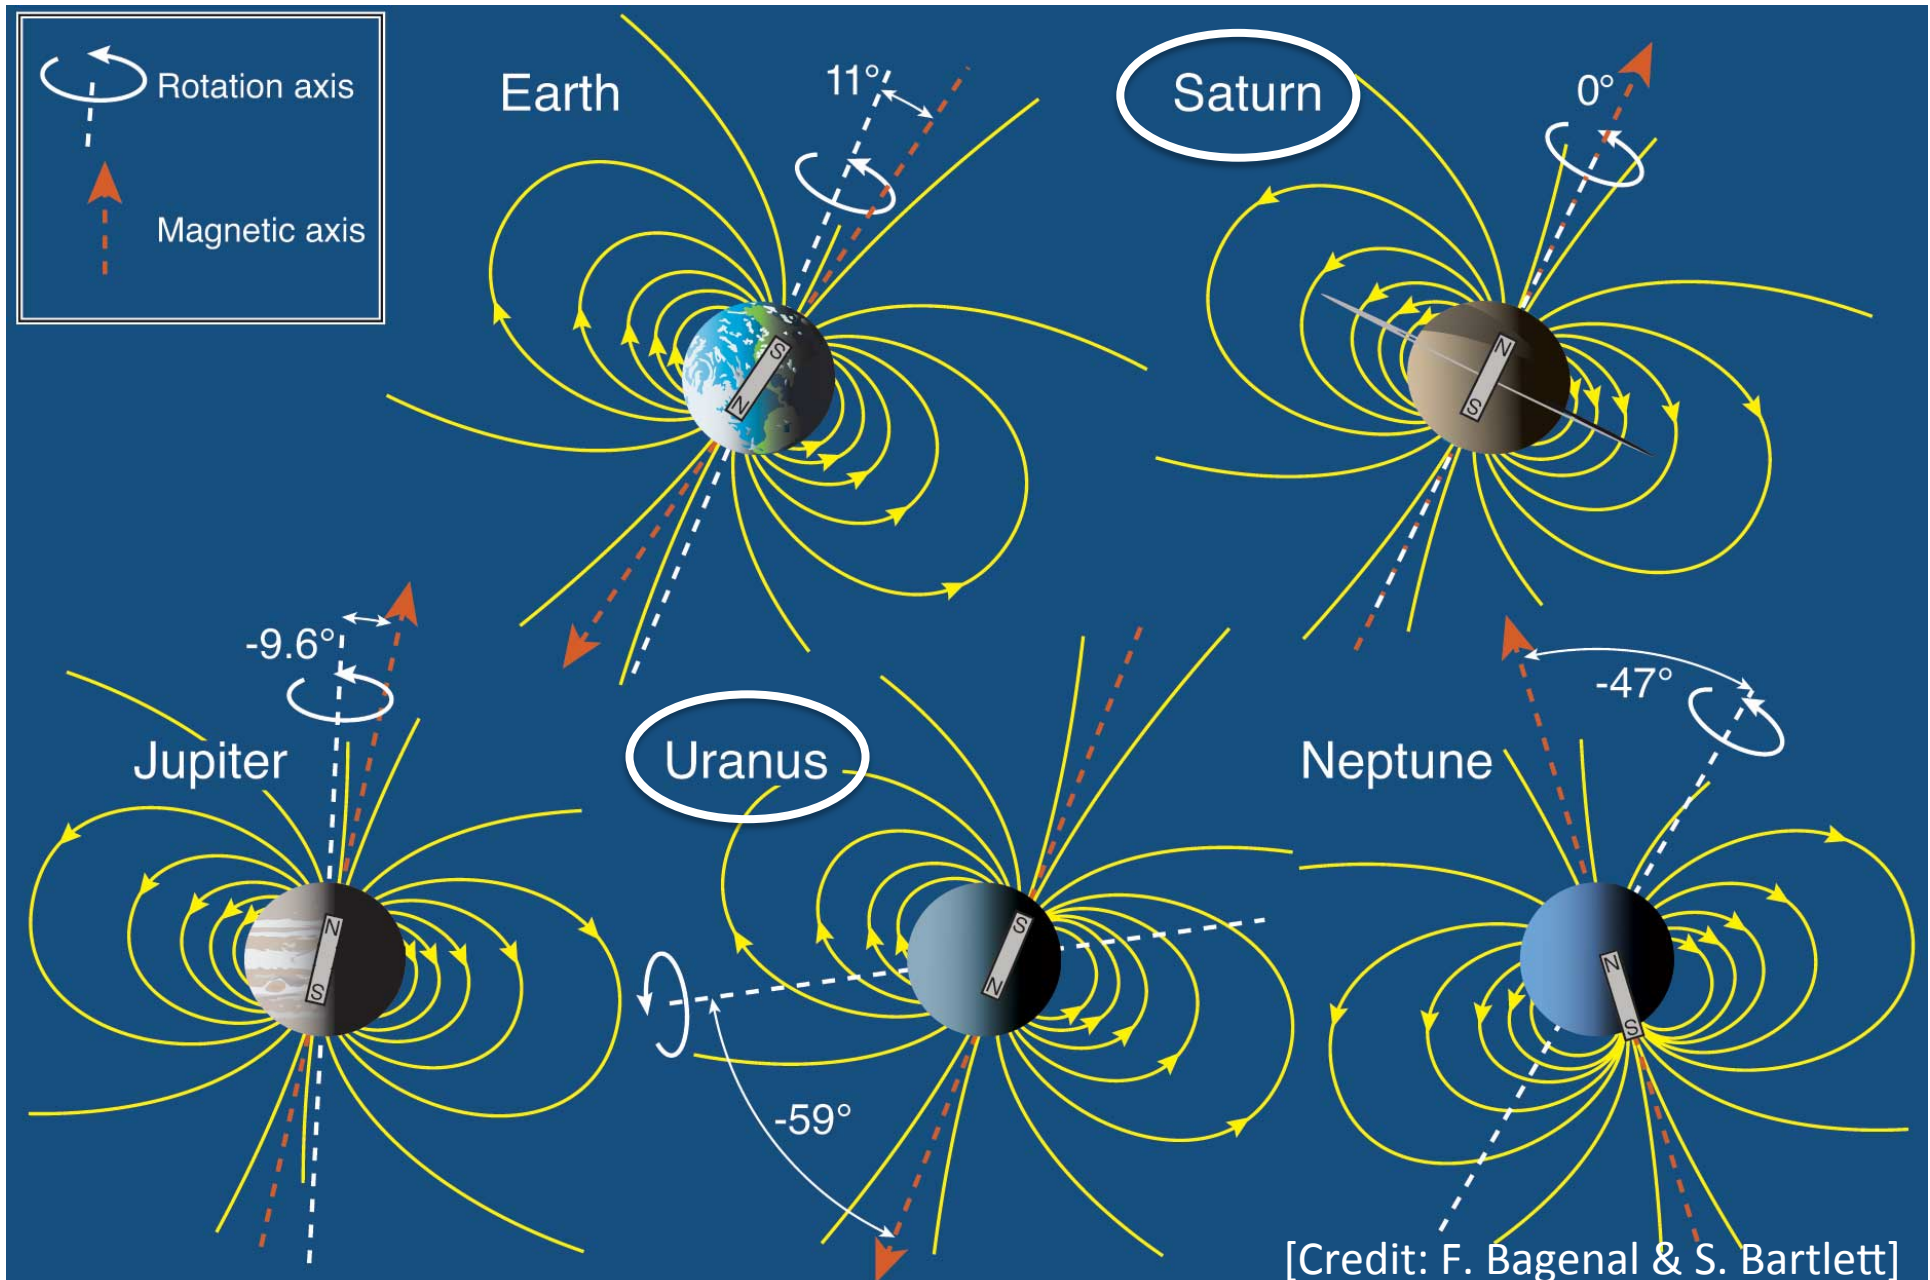 Rotation axis
Magnetic axis
Earth
11°
S
N
Saturn
0°
N
S
-9.6°
Jupiter
N
S
Uranus
S
N
-59°
Neptune
-47°
N
S
[Credit: F. Bagenal & S. Bartlett]